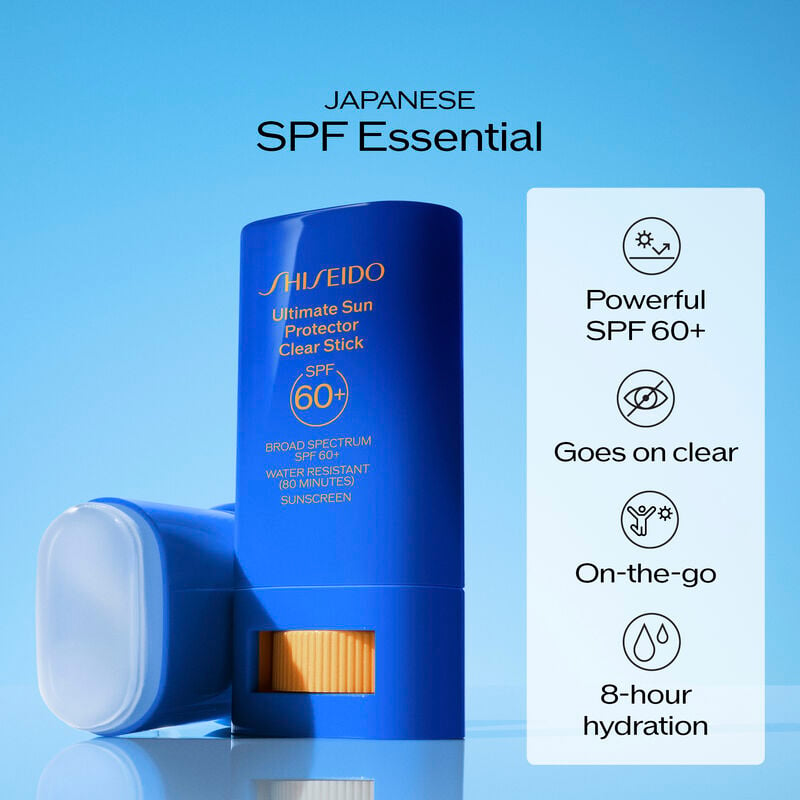 JAPANESE
SPF Essential
SHISEIDO
Ultimate Sun
Protector
Clear Stick
SPF
60+
BROAD SPECTRUM
SPF 60+
WATER RESISTANT
(80 MINUTES)
SUNSCREEN
Powerful
SPF 60+
Goes on clear
On-the-go
8-hour
hydration